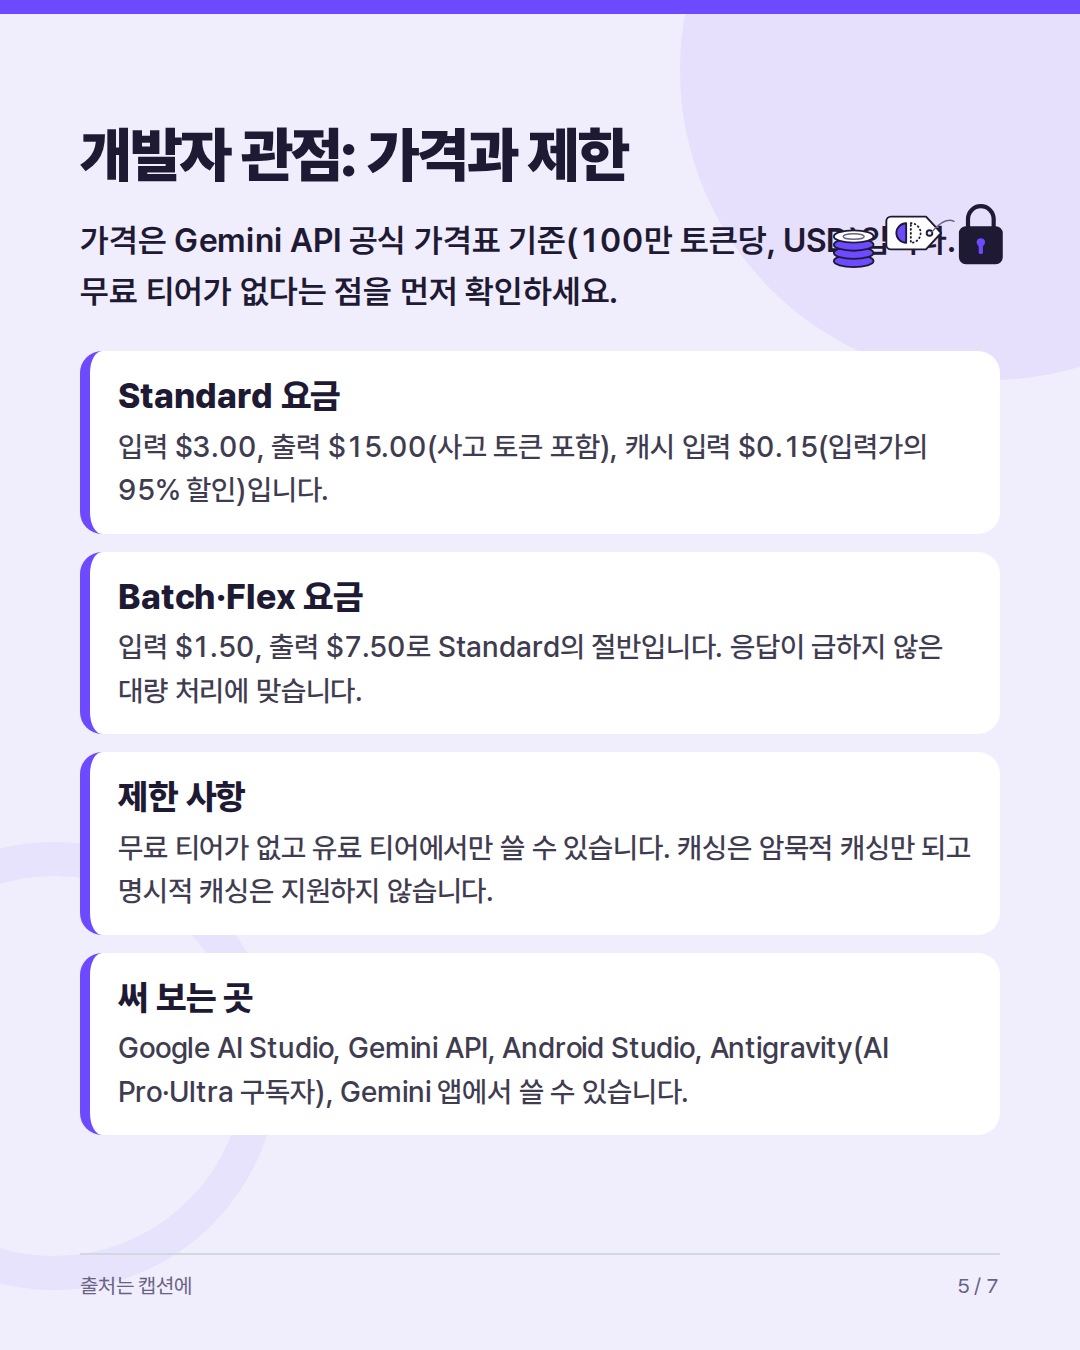 개발자 관점: 가격과 제한
가격은 Gemini API 공식 가격표 기준(100만 토큰당, USD)입니다.
무료 티어가 없다는 점을 먼저 확인하세요.
Standard 요금
입력 $3.00, 출력 $15.00(사고 토큰 포함), 캐시 입력 $0.15(입력가의
95% 할인)입니다.
Batch·Flex 요금
입력 $1.50, 출력 $7.50로 Standard의 절반입니다. 응답이 급하지 않은
대량 처리에 맞습니다.
제한 사항
무료 티어가 없고 유료 티어에서만 쓸 수 있습니다. 캐싱은 암묵적 캐싱만 되고
명시적 캐싱은 지원하지 않습니다.
써 보는 곳
Google AI Studio, Gemini API, Android Studio, Antigravity(AI
Pro·Ultra 구독자), Gemini 앱에서 쓸 수 있습니다.
출처는 캡션에
5 / 7